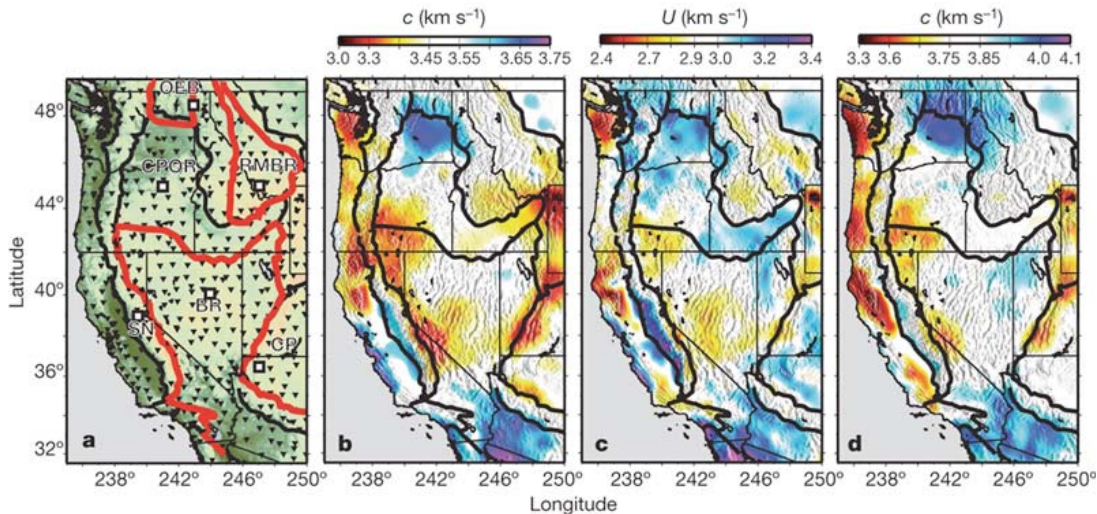 c (km s⁻¹) U (km s⁻¹) c (km s⁻¹)
3.0 3.3 3.45 3.55 3.65 3.75 2.4 2.7 2.9 3.0 3.2 3.4 3.3 3.6 3.75 3.85 4.0 4.1
Latitude
48°
44°
40°
36°
32°
OEB
CPOR RMBR
BR
SN
CP
a b c d
238° 242° 246° 250° 238° 242° 246° 250° 238° 242° 246° 250° 238° 242° 246° 250°
Longitude